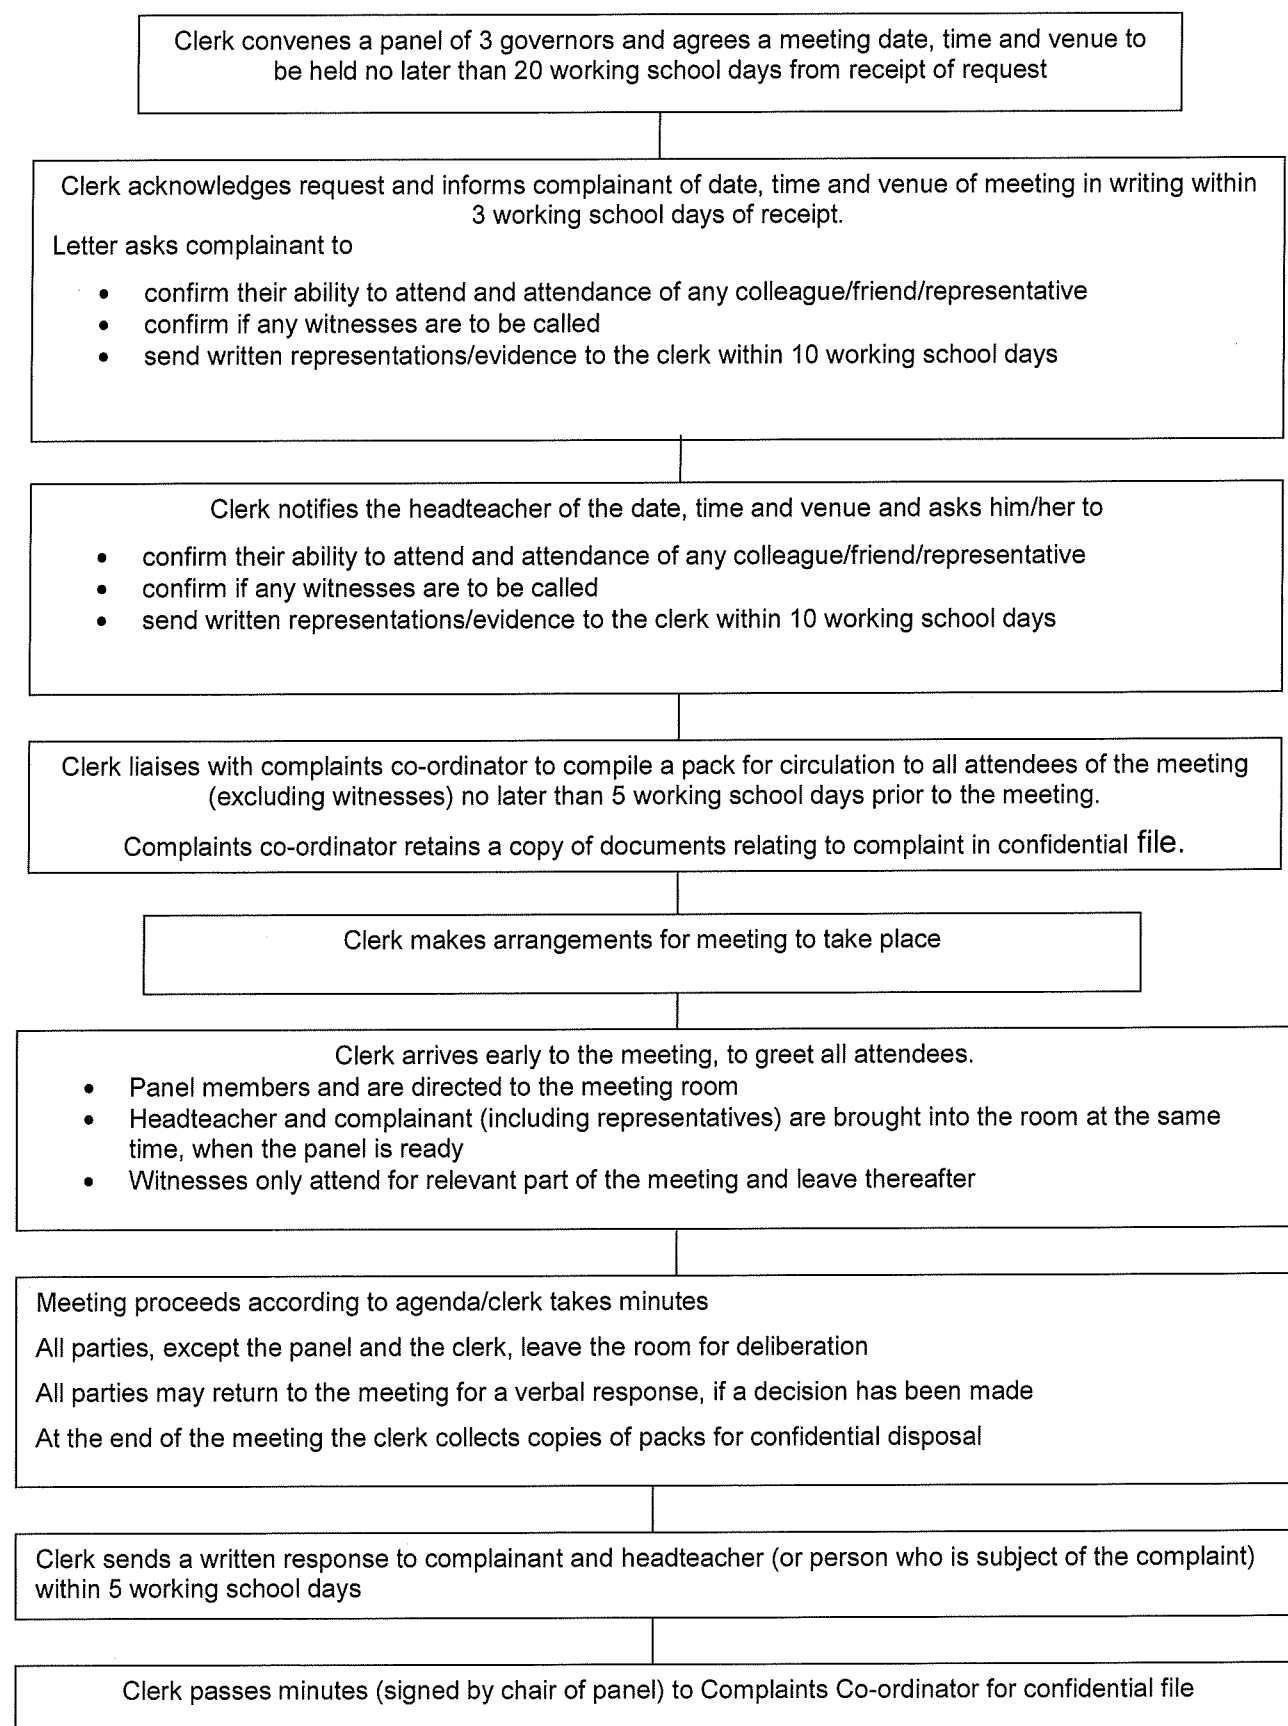 Clerk convenes a panel of 3 governors and agrees a meeting date, time and venue to
be held no later than 20 working school days from receipt of request
Clerk acknowledges request and informs complainant of date, time and venue of meeting in writing within
3 working school days of receipt.
Letter asks complainant to
• confirm their ability to attend and attendance of any colleague/friend/representative
• confirm if any witnesses are to be called
• send written representations/evidence to the clerk within 10 working school days
Clerk notifies the headteacher of the date, time and venue and asks him/her to
• confirm their ability to attend and attendance of any colleague/friend/representative
• confirm if any witnesses are to be called
• send written representations/evidence to the clerk within 10 working school days
Clerk liaises with complaints co-ordinator to compile a pack for circulation to all attendees of the meeting
(excluding witnesses) no later than 5 working school days prior to the meeting.
Complaints co-ordinator retains a copy of documents relating to complaint in confidential file.
Clerk makes arrangements for meeting to take place
Clerk arrives early to the meeting, to greet all attendees.
• Panel members and are directed to the meeting room
• Headteacher and complainant (including representatives) are brought into the room at the same
time, when the panel is ready
• Witnesses only attend for relevant part of the meeting and leave thereafter
Meeting proceeds according to agenda/clerk takes minutes
All parties, except the panel and the clerk, leave the room for deliberation
All parties may return to the meeting for a verbal response, if a decision has been made
At the end of the meeting the clerk collects copies of packs for confidential disposal
Clerk sends a written response to complainant and headteacher (or person who is subject of the complaint)
within 5 working school days
Clerk passes minutes (signed by chair of panel) to Complaints Co-ordinator for confidential file